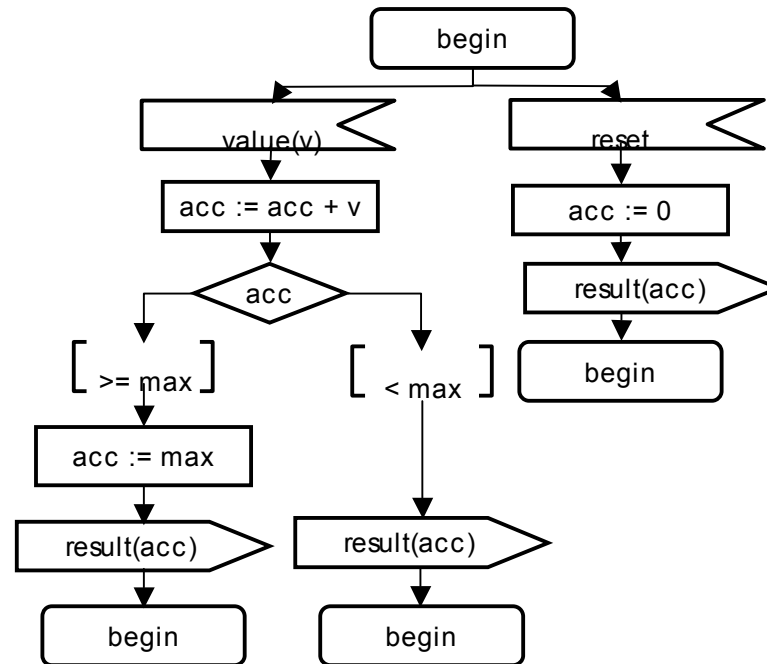 begin
value(v)
reset
acc := acc + v
acc := 0
acc
result(acc)
>= max
< max
begin
acc := max
result(acc)
result(acc)
begin
begin